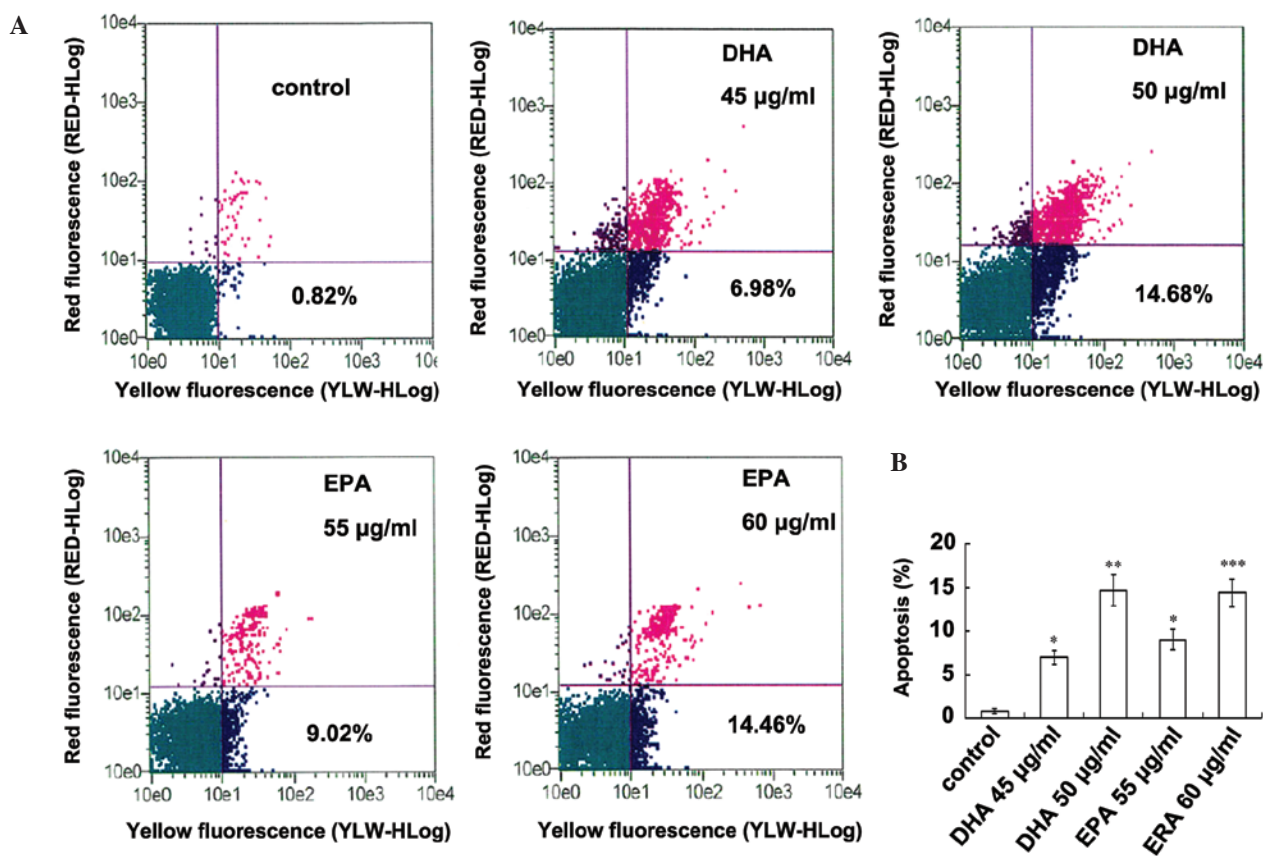 A
control
0.82%
Red fluorescence (RED-HLog)
10e4
10e3
10e2
10e1
10e0
10e0 10e1 10e2 10e3 10e
Yellow fluorescence (YLW-HLog)
DHA
45 µg/ml
6.98%
Red fluorescence (RED-HLog)
10e4
10e3
10e2
10e1
10e0
10e0 10e1 10e2 10e3 10e4
Yellow fluorescence (YLW-HLog)
DHA
50 µg/ml
14.68%
Red fluorescence (RED-HLog)
10e4
10e3
10e2
10e1
10e0
10e0 10e1 10e2 10e3 10e4
Yellow fluorescence (YLW-HLog)
EPA
55 µg/ml
9.02%
Red fluorescence (RED-HLog)
10e4
10e3
10e2
10e1
10e0
10e0 10e1 10e2 10e3 10e4
Yellow fluorescence (YLW-HLog)
EPA
60 µg/ml
14.46%
Red fluorescence (RED-HLog)
10e4
10e3
10e2
10e1
10e0
10e0 10e1 10e2 10e3 10e4
Yellow fluorescence (YLW-HLog)
B
Apoptosis (%)
20
15
10
5
0
*
**
*
***
control
DHA 45 µg/ml
DHA 50 µg/ml
EPA 55 µg/ml
ERA 60 µg/ml